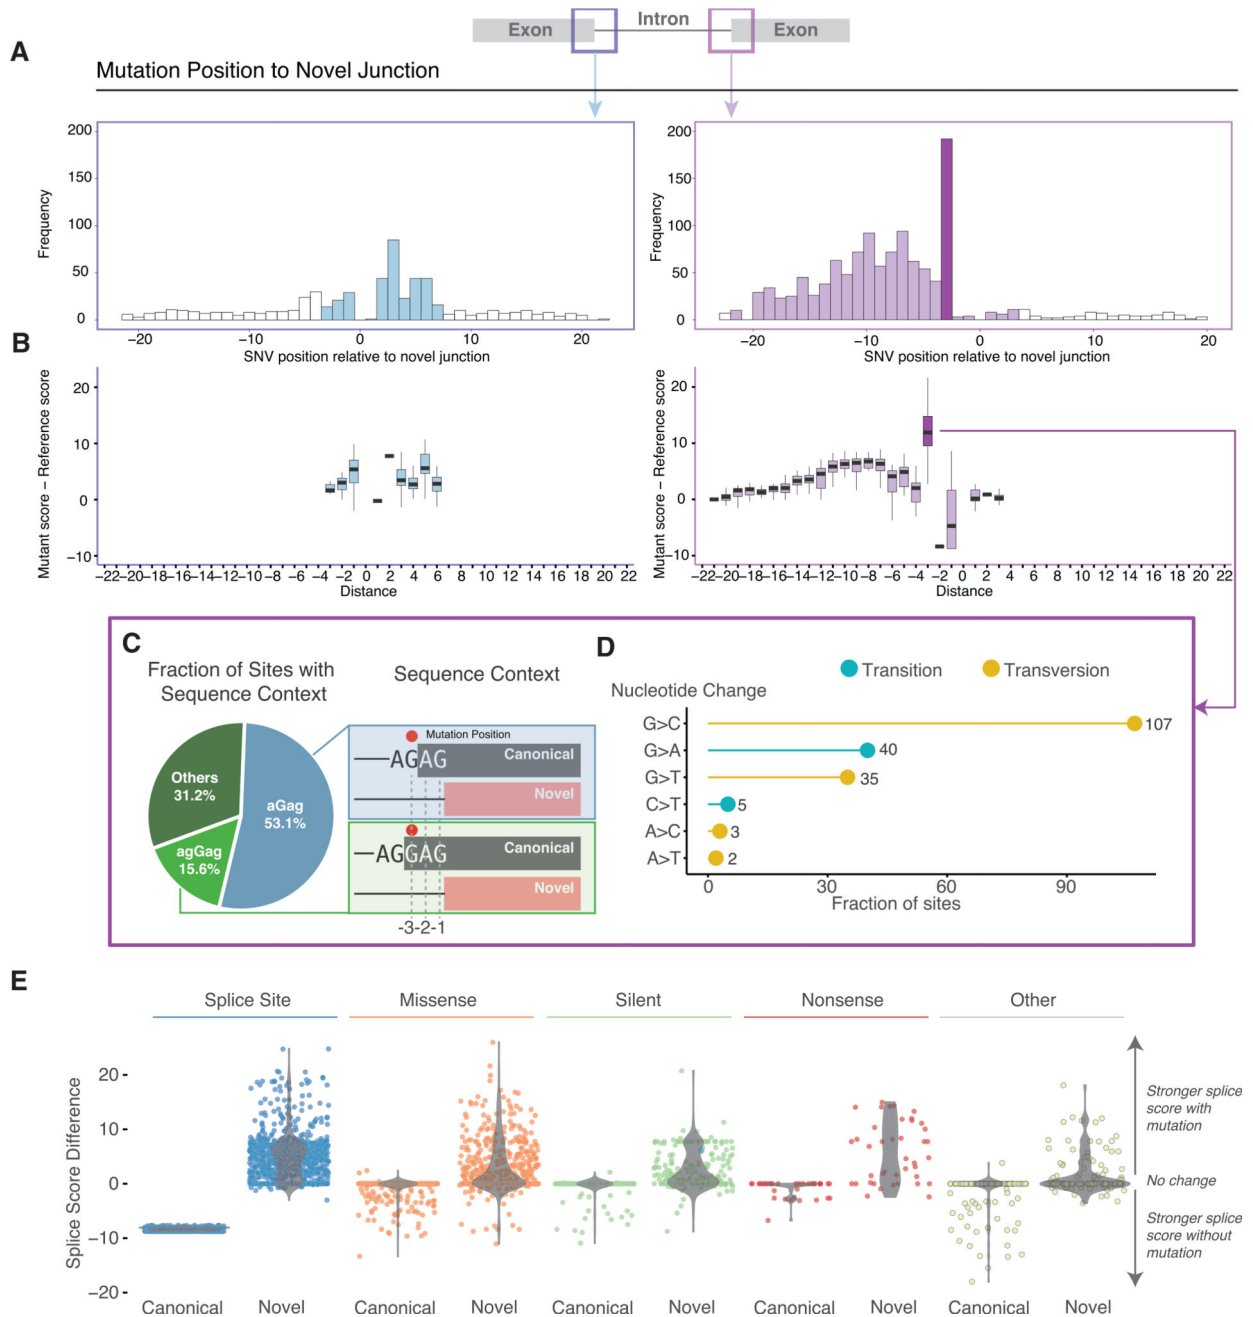 Exon
Intron
Exon
A
Mutation Position to Novel Junction
200
150
100
50
0
Frequency
−20 −10 0 10 20
SNV position relative to novel junction
200
150
100
50
0
Frequency
−20 −10 0 10 20
SNV position relative to novel junction
B
Mutant score − Reference score
20
10
0
−10
−22−20−18−16−14−12−10−8 −6 −4 −2 0 2 4 6 8 10 12 14 16 18 20 22
Distance
Mutant score − Reference score
20
10
0
−10
−22−20−18−16−14−12−10−8 −6 −4 −2 0 2 4 6 8 10 12 14 16 18 20 22
Distance
C
Fraction of Sites with
Sequence Context
Others
31.2%
aGag
53.1%
agGag
15.6%
Sequence Context
Mutation Position
AGAG
Canonical
Novel
AGGAG
Canonical
Novel
-3-2-1
D
Transition
Transversion
Nucleotide Change
G>C 107
G>A 40
G>T 35
C>T 5
A>C 3
A>T 2
0 30 60 90
Fraction of sites
E
Splice Site
Missense
Silent
Nonsense
Other
Splice Score Difference
20
10
0
−10
−20
Canonical Novel Canonical Novel Canonical Novel Canonical Novel Canonical Novel
Stronger splice
score with
mutation
No change
Stronger splice
score without
mutation